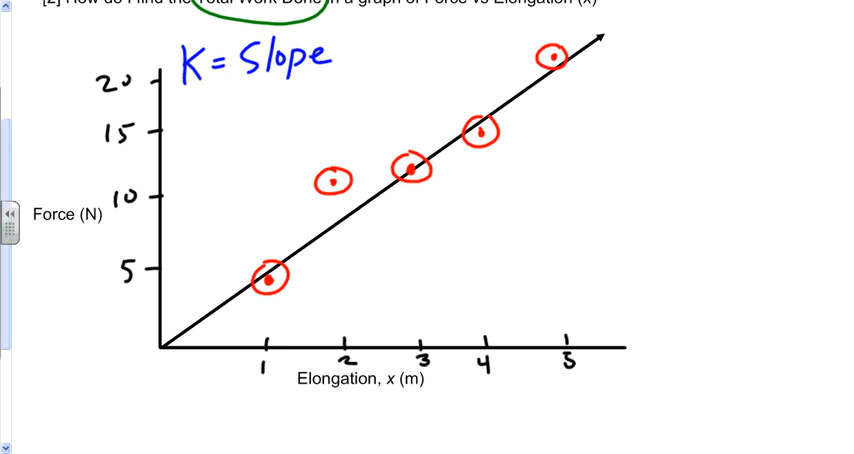 [2] How do I find the Total Work Done in a graph of Force vs Elongation (x)
K = Slope
20
15
10
Force (N)
5
1 2 3 4 5
Elongation, x (m)